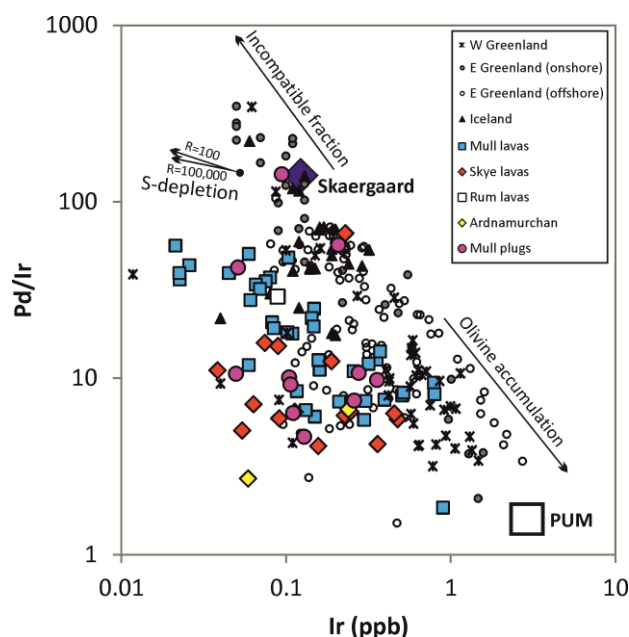 1000
100
10
1
Pd/Ir
0.01
0.1
1
10
Ir (ppb)
Incompatible fraction
R=100
R=100,000
S-depletion
Skaergaard
Olivine accumulation
PUM
W Greenland
E Greenland (onshore)
E Greenland (offshore)
Iceland
Mull lavas
Skye lavas
Rum lavas
Ardnamurchan
Mull plugs